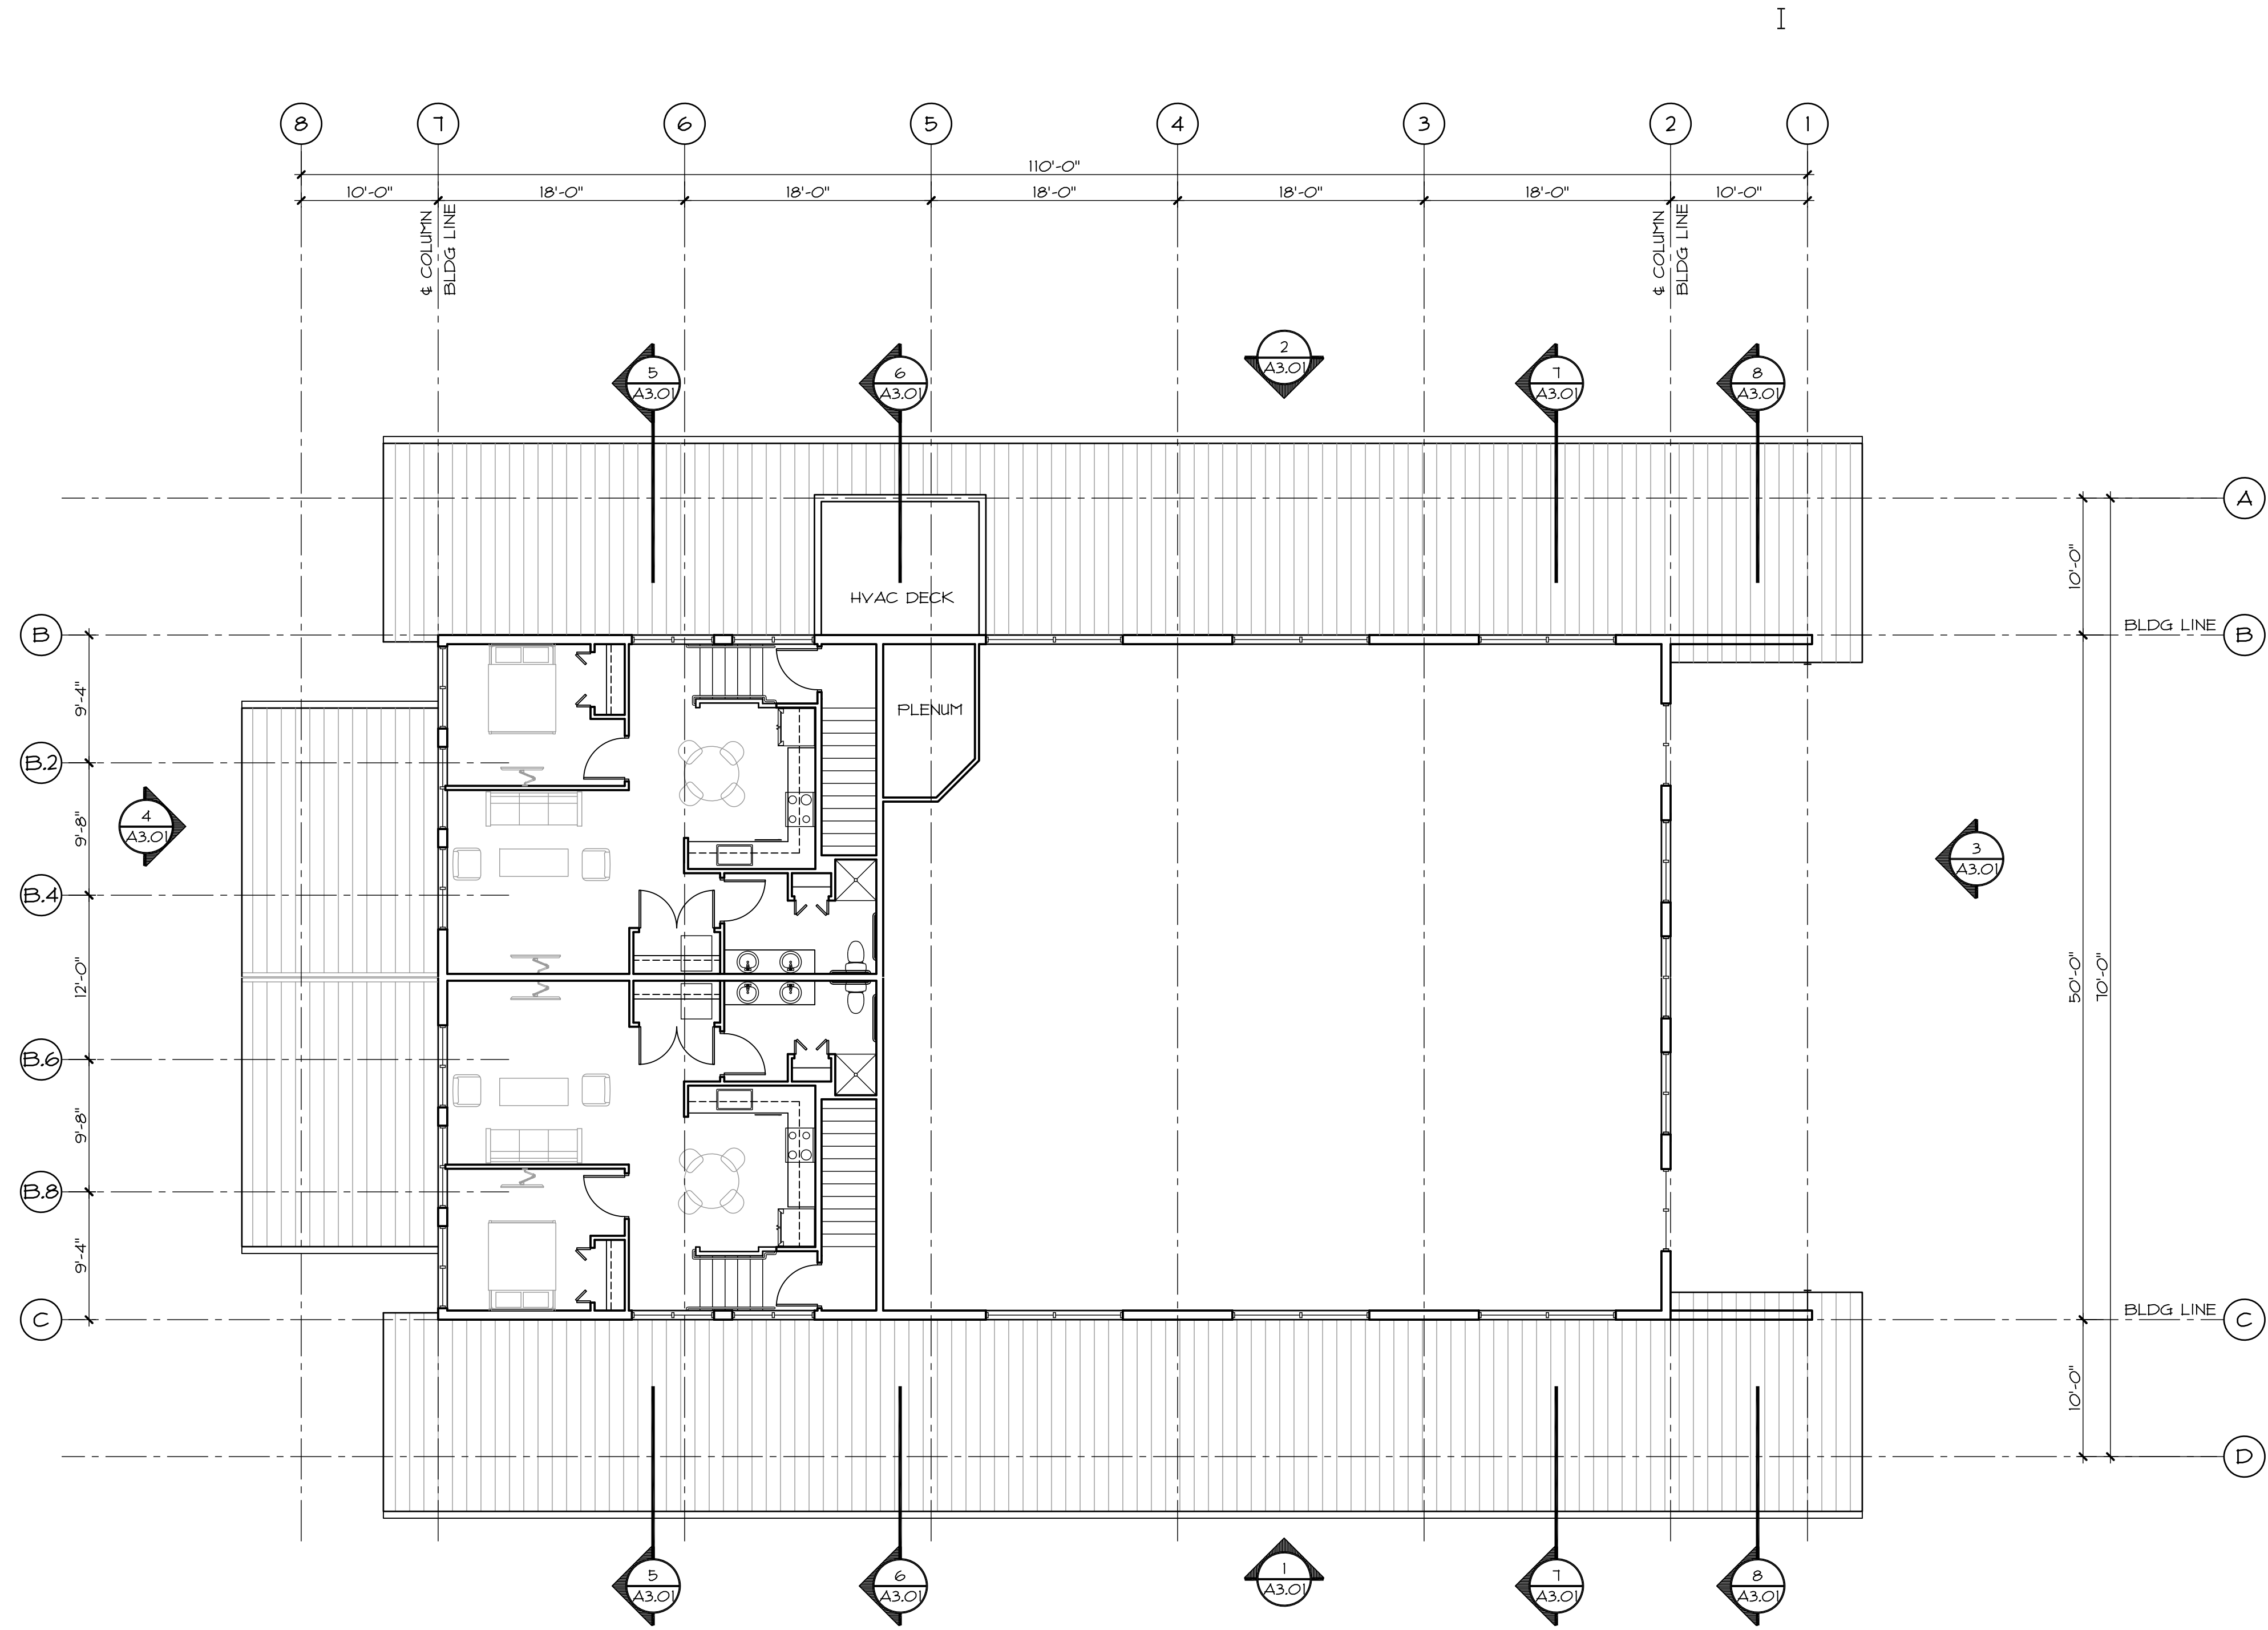 8 7 6 5 4 3 2 1
110'-0"
10'-0" 18'-0" 18'-0" 18'-0" 18'-0" 18'-0" 10'-0"
℄ COLUMN
BLDG LINE
℄ COLUMN
BLDG LINE
2
A3.01
5
A3.01
6
A3.01
7
A3.01
8
A3.01
A
10'-0"
HVAC DECK
B
BLDG LINE
B
9'-4"
PLENUM
B.2
9'-8"
4
A3.01
3
A3.01
B.4
12'-0"
50'-0"
70'-0"
B.6
9'-8"
B.8
9'-4"
C
BLDG LINE
C
10'-0"
D
5
A3.01
6
A3.01
1
A3.01
7
A3.01
8
A3.01